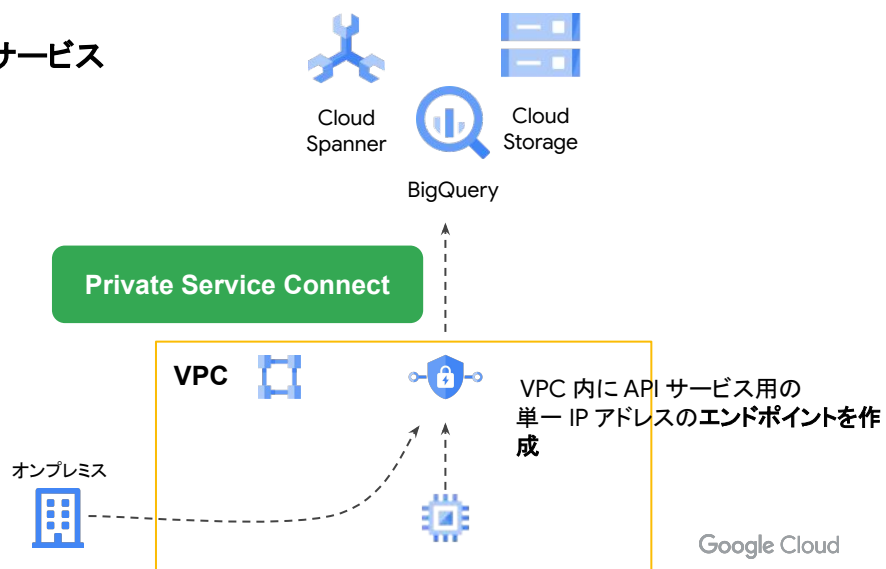 サービス
Cloud
Spanner
Cloud
Storage
BigQuery
Private Service Connect
VPC
VPC 内に API サービス用の
単一 IP アドレスのエンドポイントを作
成
オンプレミス
Google Cloud